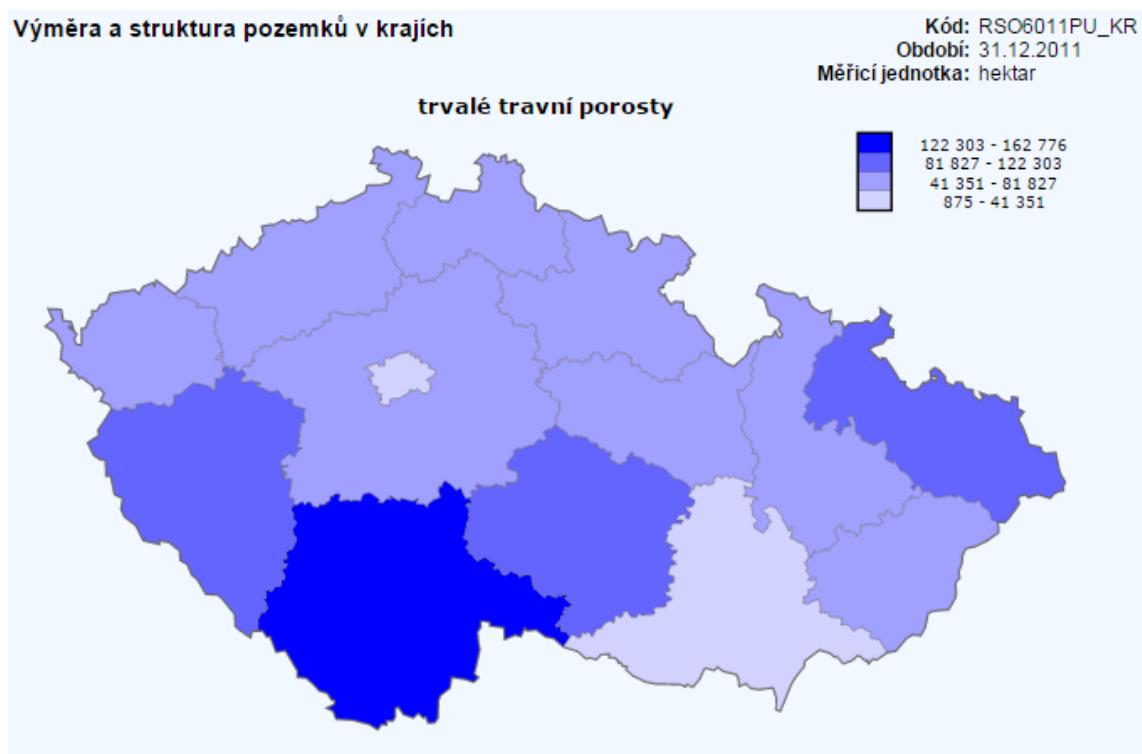 Výměra a struktura pozemků v krajích
Kód: RSO6011PU_KR
Období: 31.12.2011
Měřicí jednotka: hektar
trvalé travní porosty
122 303 - 162 776
81 827 - 122 303
41 351 - 81 827
875 - 41 351